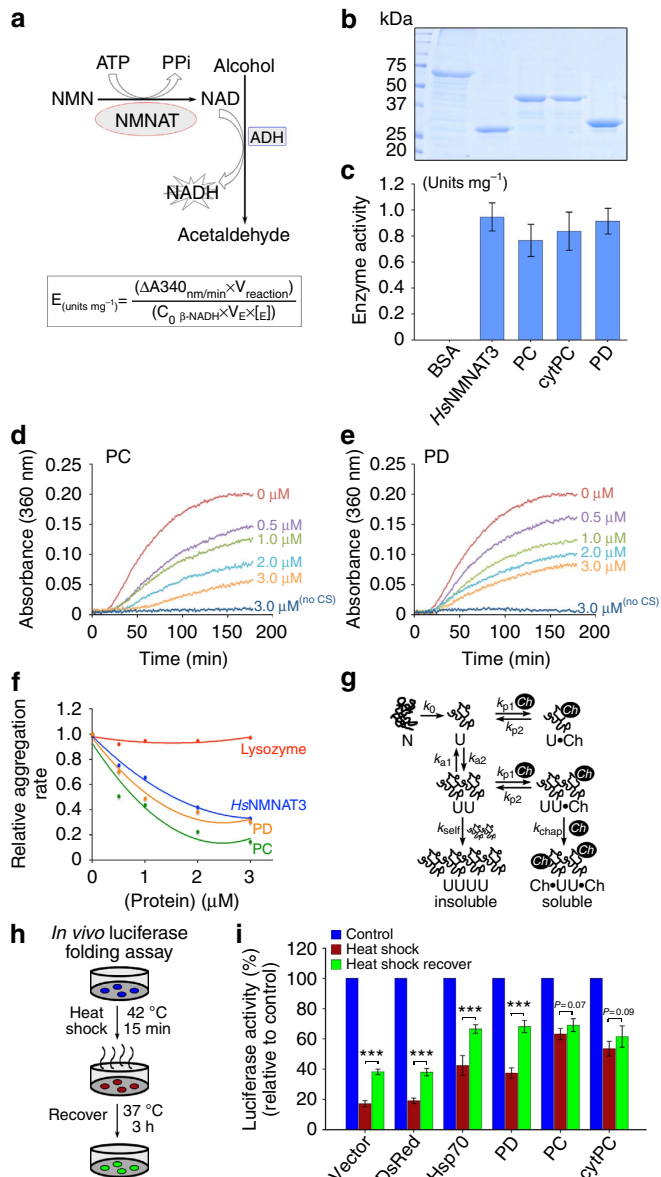 a
ATP PPi Alcohol
NMN NAD
NMNAT
ADH
NADH
Acetaldehyde
E(units mg⁻¹)= (ΔA340nm/min×Vreaction)
(C0 β-NADH×VE×[E])
b
kDa
75
50
37
25
20
c
(Units mg⁻¹)
Enzyme activity
1.2
1.0
0.8
0.6
0.4
0.2
0
BSA
HsNMNAT3
PC
cytPC
PD
d
PC
Absorbance (360 nm)
0.25
0.20
0.15
0.10
0.05
0
0 µM
0.5 µM
1.0 µM
2.0 µM
3.0 µM
3.0 µM(no CS)
0 50 100 150 200
Time (min)
e
PD
Absorbance (360 nm)
0.25
0.20
0.15
0.10
0.05
0
0 µM
0.5 µM
1.0 µM
2.0 µM
3.0 µM
3.0 µM(no CS)
0 50 100 150 200
Time (min)
f
Relative aggregation
rate
1.2
1.0
0.8
0.6
0.4
0.2
0
Lysozyme
HsNMNAT3
PD
PC
0 1 2 3
(Protein) (µM)
g
k0 kp1 Ch Ch
kp2
N U U•Ch
ka1 ka2
kp1 Ch Ch
kp2
UU UU•Ch
kself kchap Ch
Ch Ch
UUUU Ch•UU•Ch
insoluble soluble
h
In vivo luciferase
folding assay
Heat 42 °C
shock 15 min
Recover 37 °C
3 h
i
Control
Heat shock
Heat shock recover
Luciferase activity (%)
(relative to control)
120
100
80
60
40
20
0
*** *** *** *** P=0.07 P=0.09
Vector
DsRed
Hsp70
PD
PC
cytPC